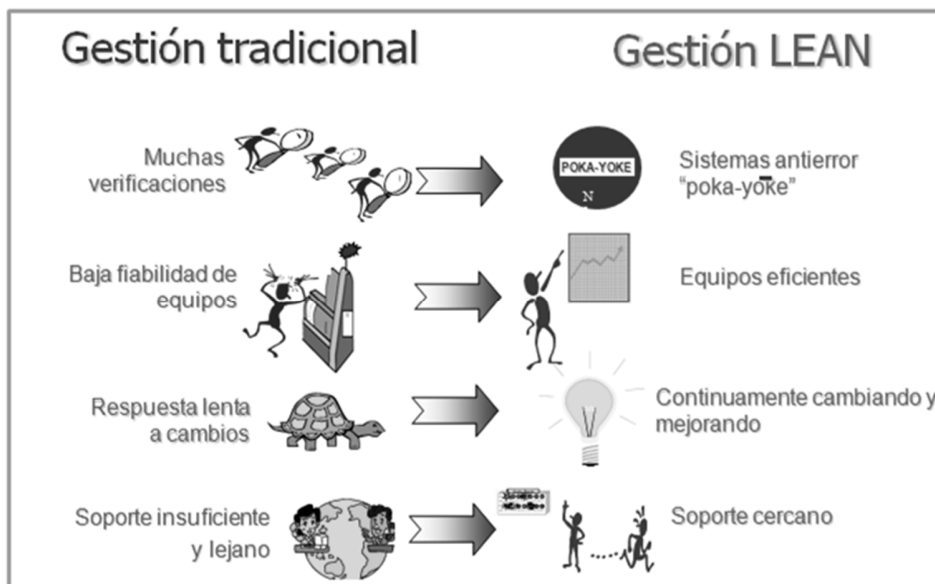 Gestión tradicional
Gestión LEAN
Muchas
verificaciones
POKA-YOKE
N
Sistemas antierror
"poka-yoke"
Baja fiabilidad de
equipos
Equipos eficientes
Respuesta lenta
a cambios
Continuamente cambiando y
mejorando
Soporte insuficiente
y lejano
Soporte cercano